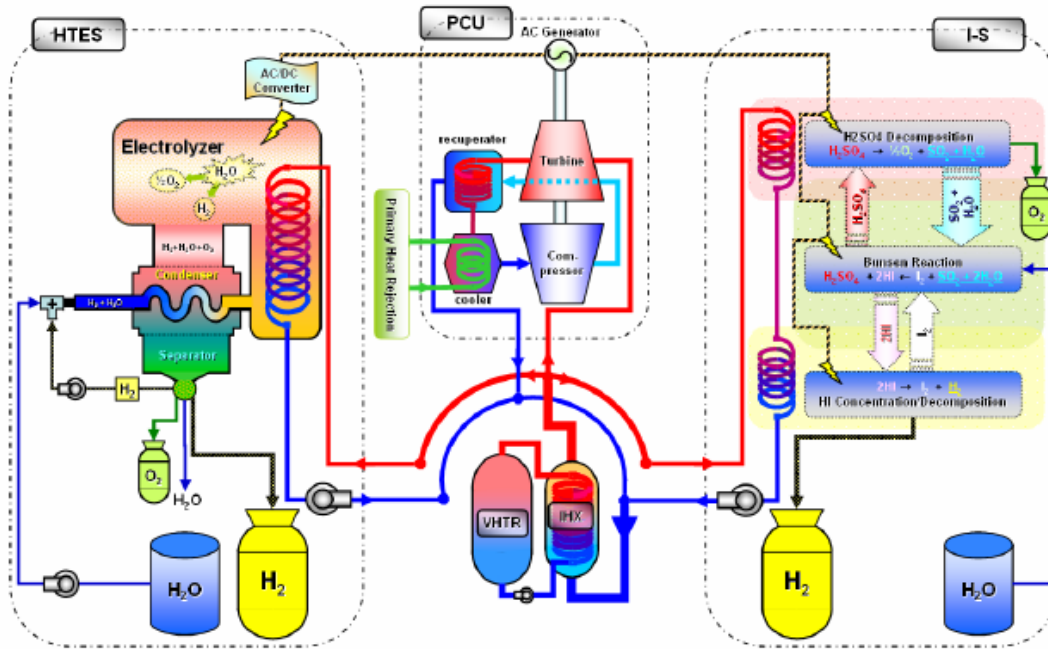 HTES
PCU
I-S
AC Generator
AC/DC
Converter
Electrolyzer
½O₂
H₂O
H₂
H₂+H₂O+O₂
Condenser
H₂+H₂O
Separator
H₂
O₂
H₂O
H₂O
H₂
recuperator
Turbine
Primary Heat Rejection
cooler
Com-
pressor
VHTR
IHX
H2SO4 Decomposition
H₂SO₄ → ½O₂ + SO₂ + H₂O
H₂SO₄
SO₂ +
H₂O
O₂
Bunsen Reaction
H₂SO₄ + 2HI ← I₂ + SO₂ + 2H₂O
2HI
I₂
2HI → I₂ + H₂
HI Concentration/Decomposition
H₂
H₂O